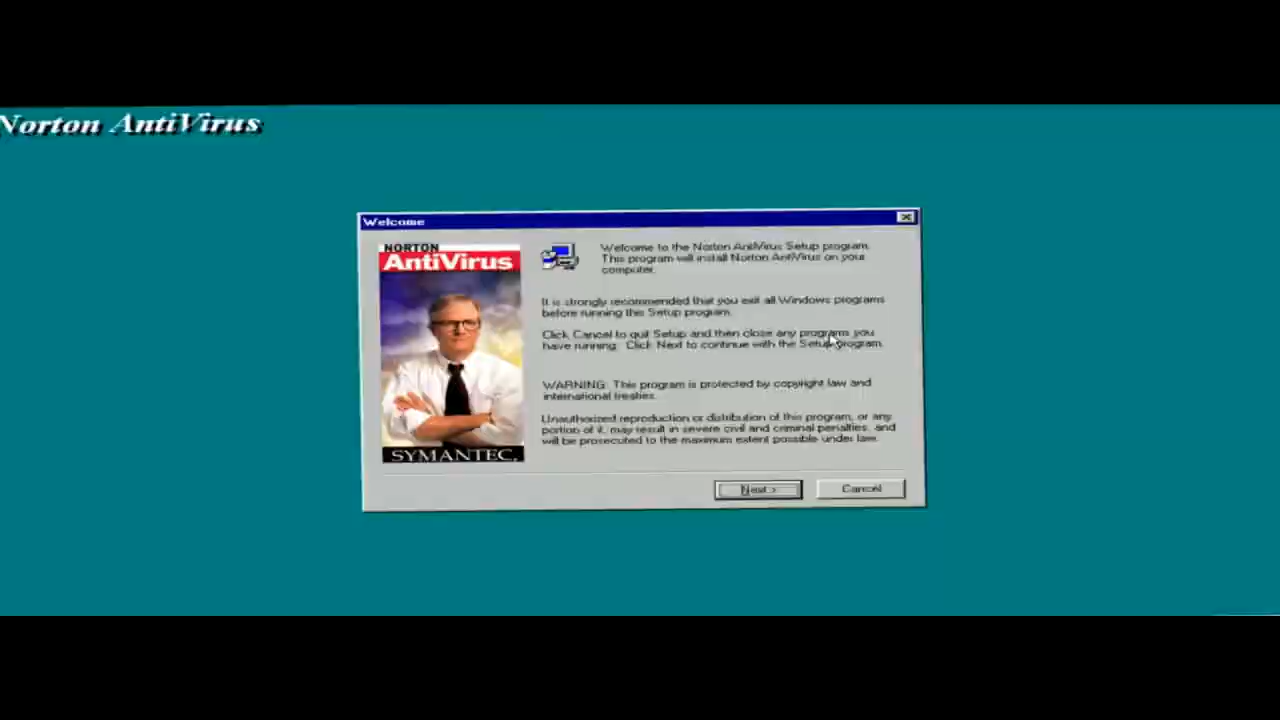 Norton AntiVirus
Welcome
NORTON
AntiVirus
SYMANTEC.
Welcome to the Norton AntiVirus Setup program.
This program will install Norton AntiVirus on your
computer.
It is strongly recommended that you exit all Windows programs
before running this Setup program.
Click Cancel to quit Setup and then close any programs you
have running. Click Next to continue with the Setup program.
WARNING: This program is protected by copyright law and
international treaties.
Unauthorized reproduction or distribution of this program, or any
portion of it, may result in severe civil and criminal penalties, and
will be prosecuted to the maximum extent possible under law.
Next >
Cancel